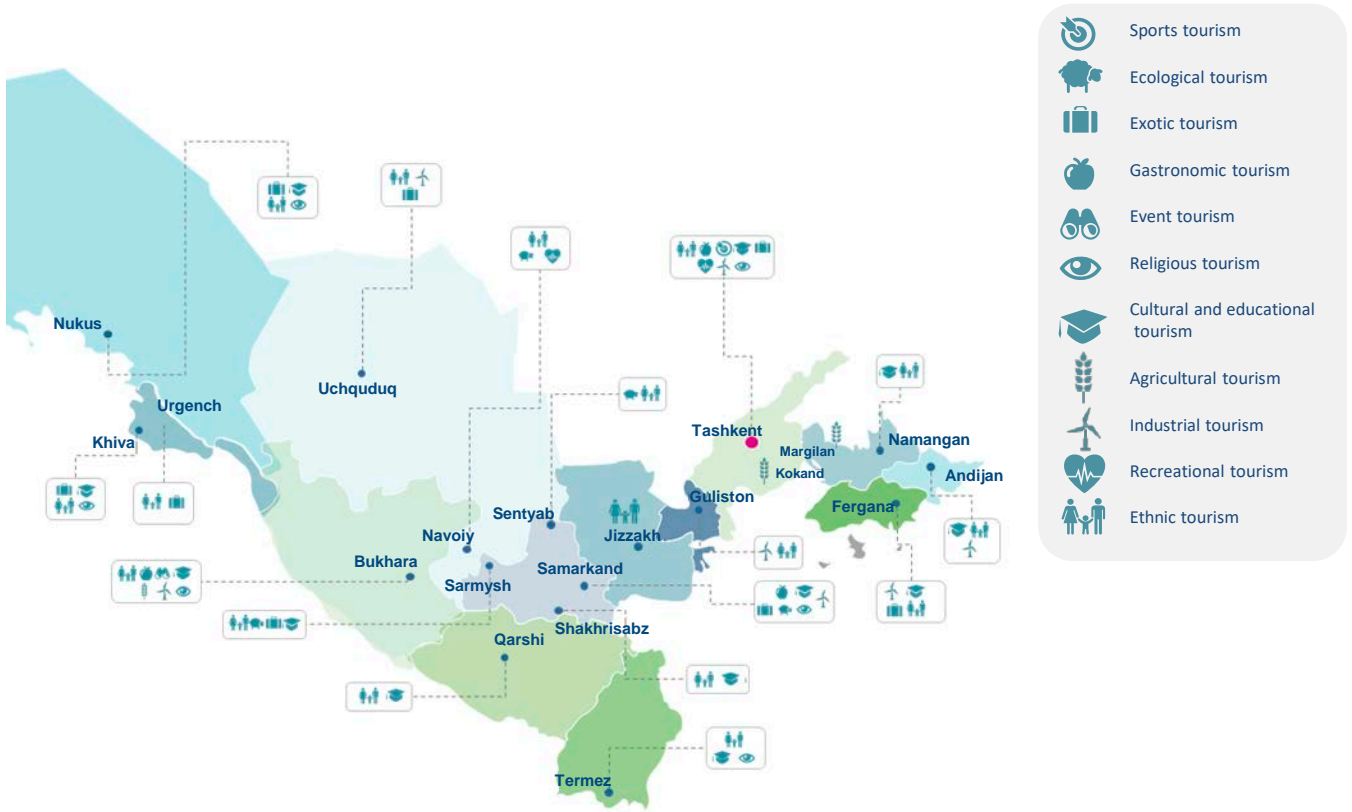 Sports tourism
Ecological tourism
Exotic tourism
Gastronomic tourism
Event tourism
Religious tourism
Cultural and educational
tourism
Agricultural tourism
Industrial tourism
Recreational tourism
Ethnic tourism
Nukus
Uchquduq
Urgench
Khiva
Tashkent
Margilan
Namangan
Kokand
Andijan
Guliston
Fergana
Sentyab
Navoiy
Jizzakh
Bukhara
Sarmysh
Samarkand
Shakhrisabz
Qarshi
Termez